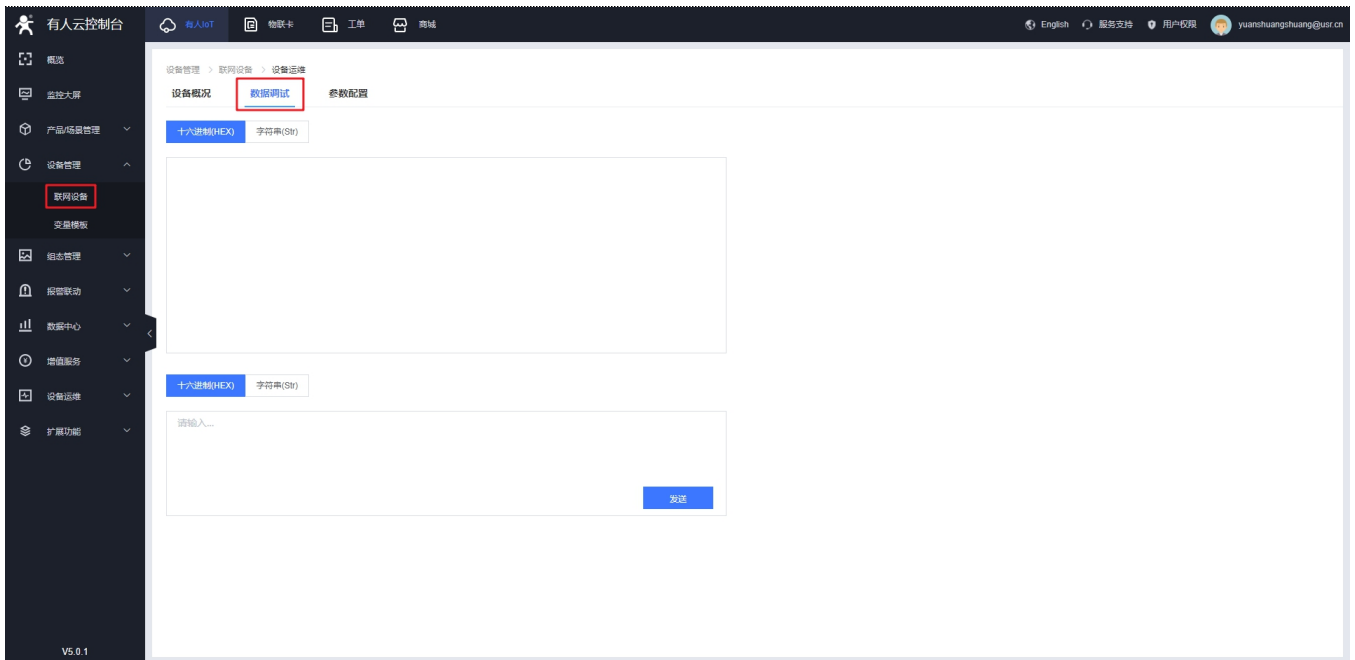 有人云控制台
有人IoT
物联卡
工单
商城
English
服务支持
用户权限
yuanshuangshuang@usr.cn
概览
监控大屏
产品/场景管理
设备管理
联网设备
变量模板
组态管理
报警联动
数据中心
增值服务
设备运维
扩展功能
V5.0.1
设备管理 > 联网设备 > 设备运维
设备概况
数据调试
参数配置
十六进制(HEX)
字符串(Str)
十六进制(HEX)
字符串(Str)
请输入...
发送